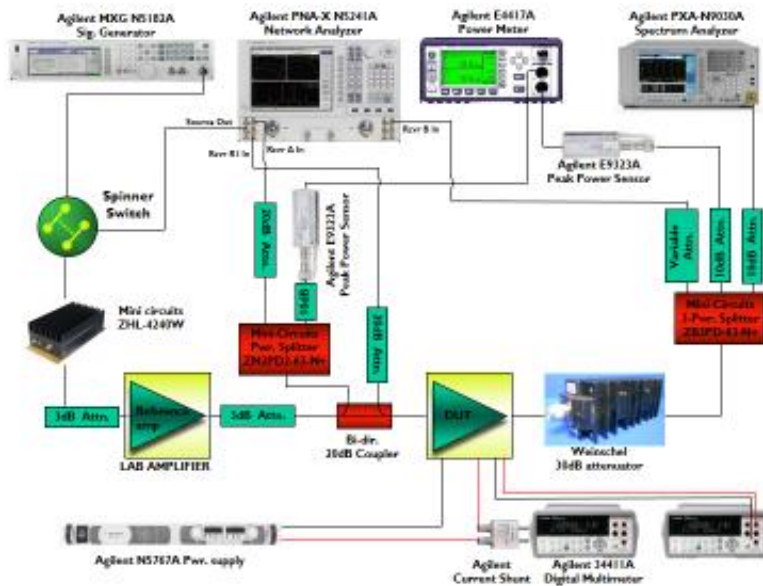 Agilent MXG N5182A
Sig. Generator
Agilent PNA-X N5241A
Network Analyzer
Agilent E4417A
Power Meter
Agilent PXA-N9030A
Spectrum Analyzer
Source Out
Rcvr A In
Rcvr R1 In
Rcvr B In
Agilent E9323A
Peak Power Sensor
Spinner
Switch
20dB Attn.
Agilent E9323A
Peak Power Sensor
10dB
Variable
Attn.
10dB Attn.
10dB Attn.
Mini circuits
ZHL-4240W
Mini-Circuits
Pwr. Splitter
Mini Circuits
3-Pwr. Splitter
3dB Attn.
Reference
amp
3dB Attn.
LAB AMPLIFIER
Bi-dir.
20dB Coupler
DUT
Weinschel
30dB attenuator
Agilent N5767A Pwr. supply
Agilent
Current Shunt
Agilent 34411A
Digital Multimeter